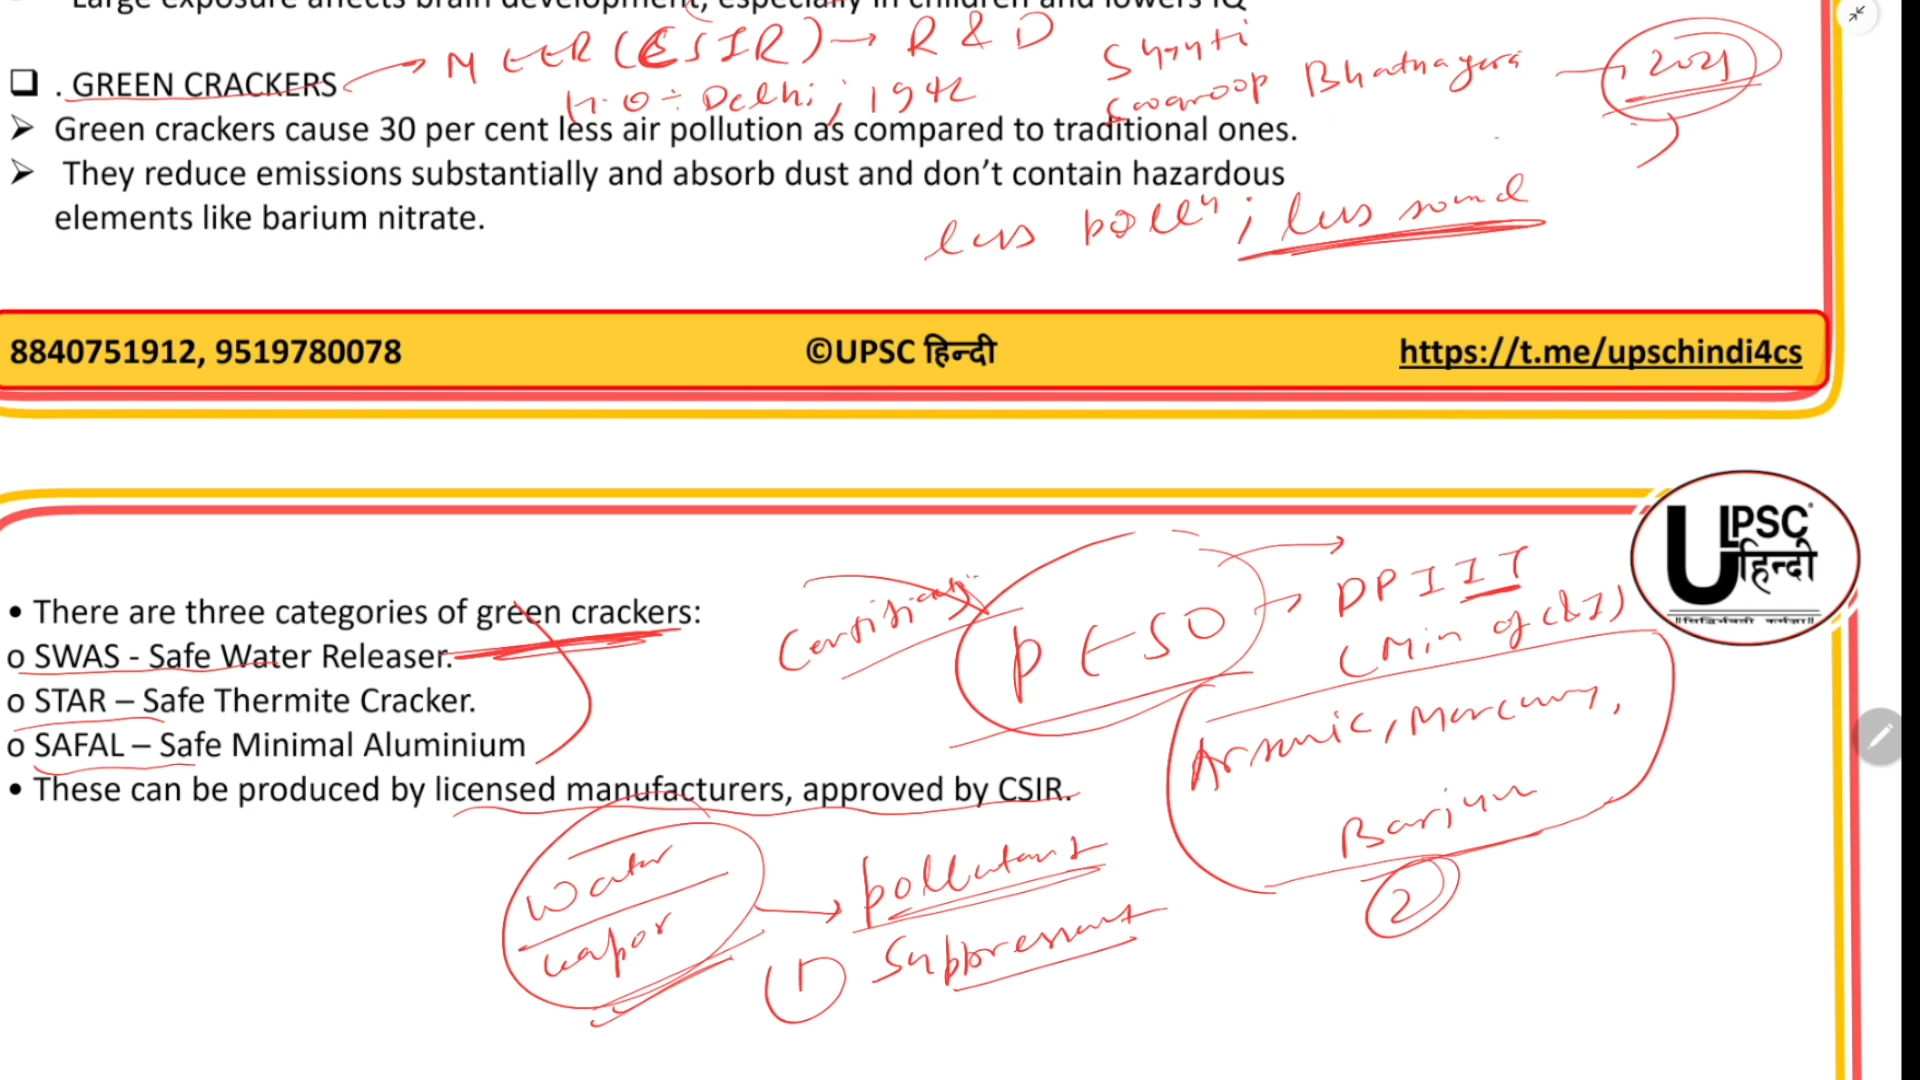 Large exposure affects brain development, especially in children and lowers IQ
. GREEN CRACKERS → NEER (CSIR) → R & D
H.O ÷ Delhi ; 1942
Shanti
Swaroop Bhatnagar → 2021
Green crackers cause 30 per cent less air pollution as compared to traditional ones.
They reduce emissions substantially and absorb dust and don’t contain hazardous
elements like barium nitrate.
less pollⁿ ; less sound
8840751912, 9519780078 ©UPSC हिन्दी https://t.me/upschindi4cs
UPSC
हिन्दी
• There are three categories of green crackers:
o SWAS - Safe Water Releaser.
o STAR – Safe Thermite Cracker.
o SAFAL – Safe Minimal Aluminium
• These can be produced by licensed manufacturers, approved by CSIR.
PESO → DPIIT
(Min of C&I)
Arsenic, Mercury,
Barium
2
Water
vapor → pollutant
1 Suppressant